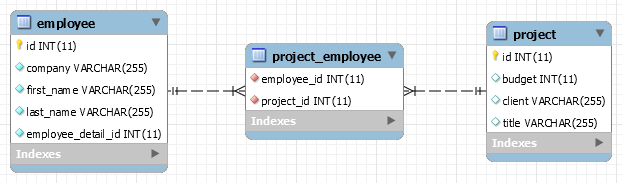 employee
id INT(11)
company VARCHAR(255)
first_name VARCHAR(255)
last_name VARCHAR(255)
employee_detail_id INT(11)
Indexes
project_employee
employee_id INT(11)
project_id INT(11)
Indexes
project
id INT(11)
budget INT(11)
client VARCHAR(255)
title VARCHAR(255)
Indexes